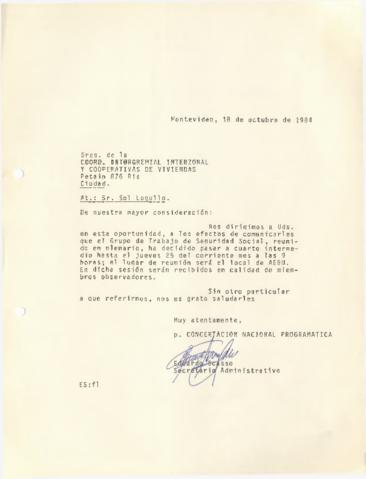 Montevideo, 18 de octubre de 1984
Sres. de la
COORD. INTERGREMIAL INTERZONAL
Y COOPERATIVAS DE VIVIENDAS
876 Bis
Ciudad.
At.: Sr. Sol
De nuestra mayor consideración:
Nos dirigimos a Uds.
en esta oportunidad, a los efectos de comunicarles
que el Grupo de Trabajo de Seguridad Social, reuni-
do en plenario, ha decidido pasar a cuarto interme-
dio hasta el jueves 25 del corriente mes a las 9
horas; el lugar de reunión será el local de AEBU.
En dicha sesión serán recibidos en calidad de miem-
bros observadores.
Sin otro particular
a que referirnos, nos es grato saludarles
Muy atentamente,
p. CONCERTACION NACIONAL PROGRAMATICA
Eduardo
Secretario Administrativo
ES:fl